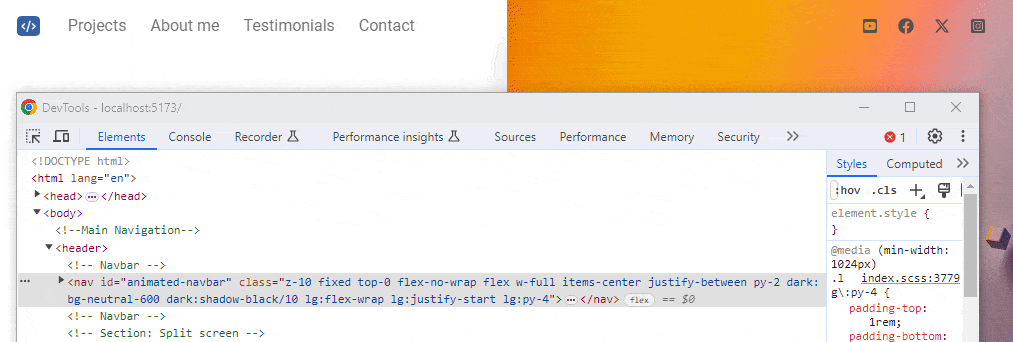 Projects About me Testimonials Contact
DevTools - localhost:5173/
Elements Console Recorder Performance insights Sources Performance Memory Security 1
<!DOCTYPE html>
<html lang="en">
<head> ⋯ </head>
<body>
<!--Main Navigation-->
<header>
<!-- Navbar -->
<nav id="animated-navbar" class="z-10 fixed top-0 flex-no-wrap flex w-full items-center justify-between py-2 dark:
bg-neutral-600 dark:shadow-black/10 lg:flex-wrap lg:justify-start lg:py-4"> ⋯ </nav> flex == $0
<!-- Navbar -->
<!-- Section: Split screen -->
Styles Computed
:hov .cls
element.style {
}
@media (min-width:
1024px)
.l index.scss:3779
g\:py-4 {
padding-top:
1rem;
padding-bottom: